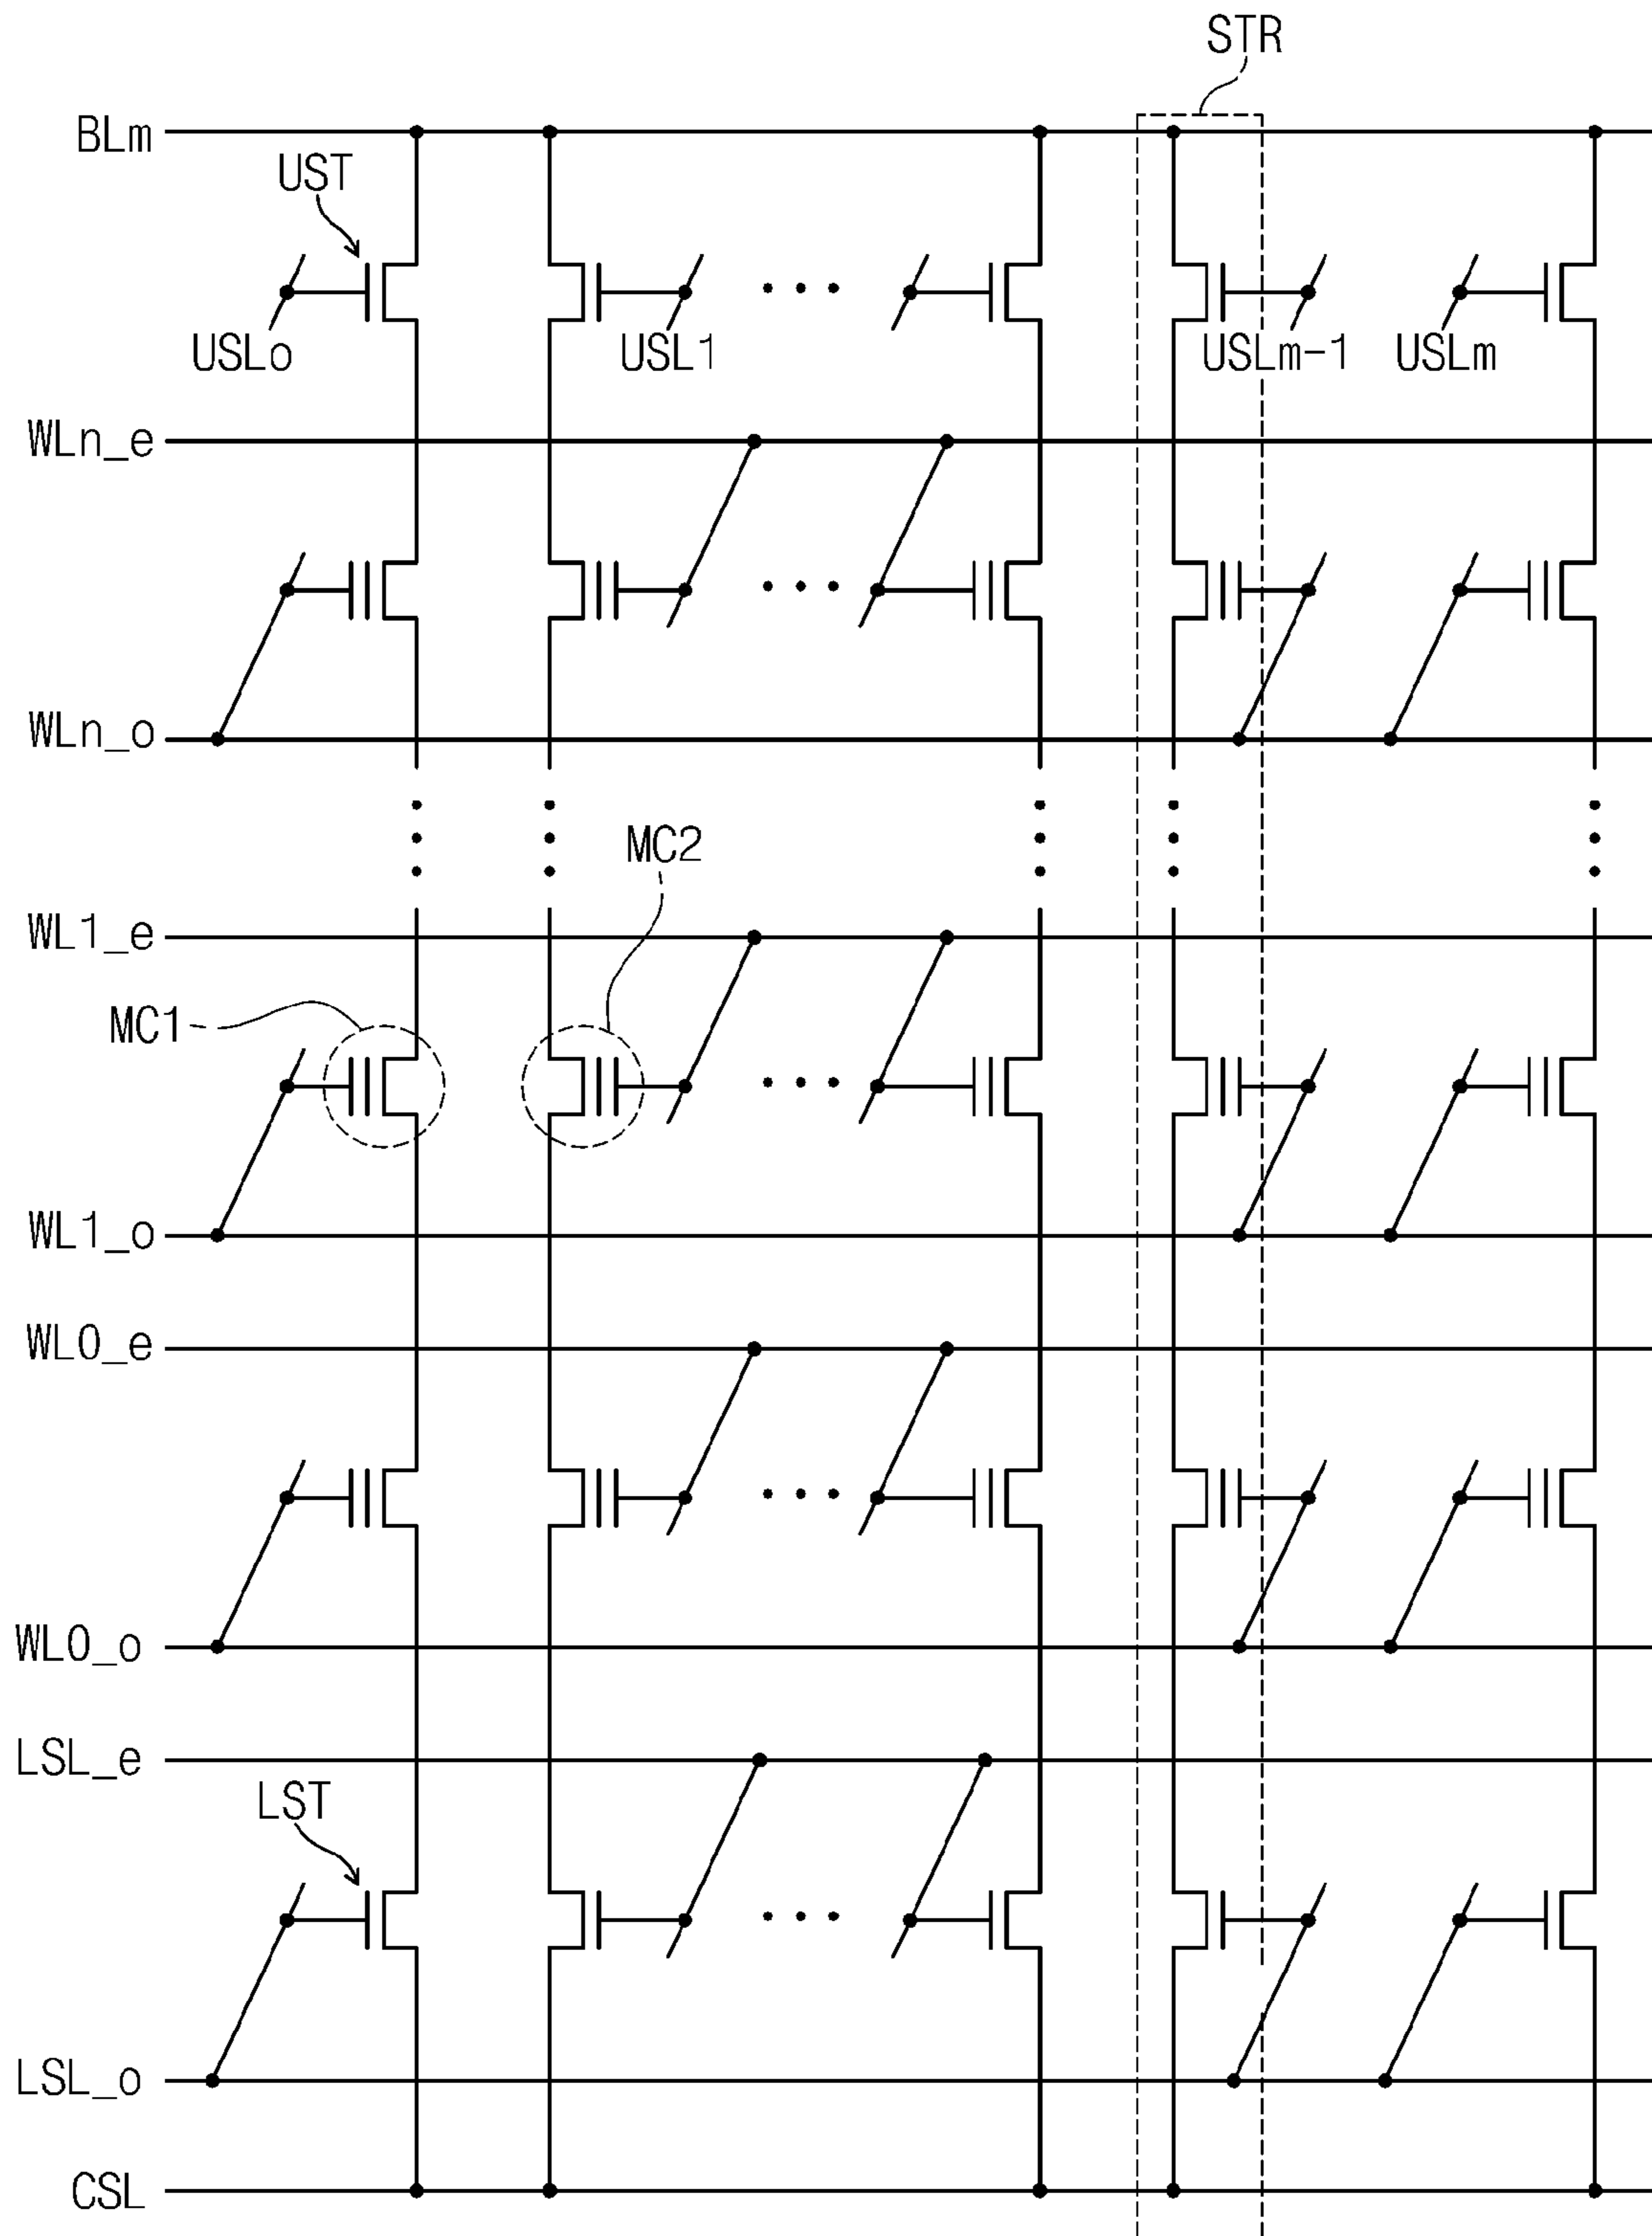 STR
BLm
UST
USLo
USL1
USLm-1
USLm
WLn_e
WLn_o
MC2
WL1_e
MC1
WL1_o
WL0_e
WL0_o
LSL_e
LST
LSL_o
CSL